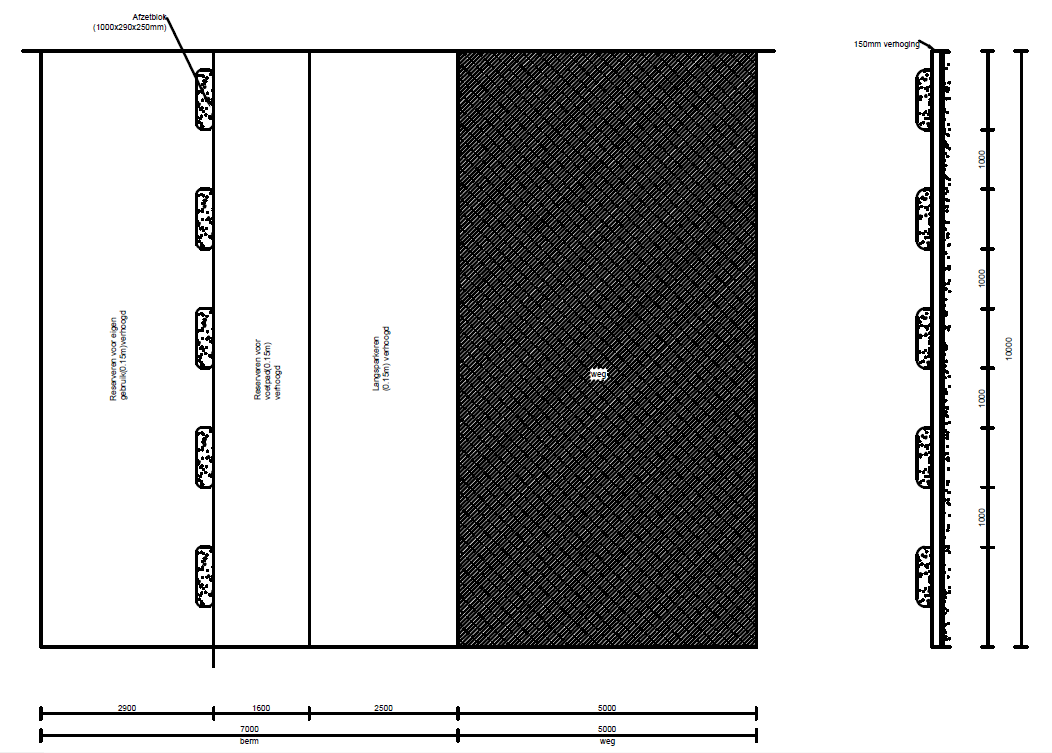 Afzetblok
(1000x290x250mm)
150mm verhoging
Reserveren voor eigen
gebruik(0.15m)verhoogd
Reserveren voor
voetpad(0.15m)
verhoogd
Langsparkeren
(0.15m) verhoogd
weg
1000
1000
1000
1000
10000
2900
1600
2500
5000
7000
5000
berm
weg